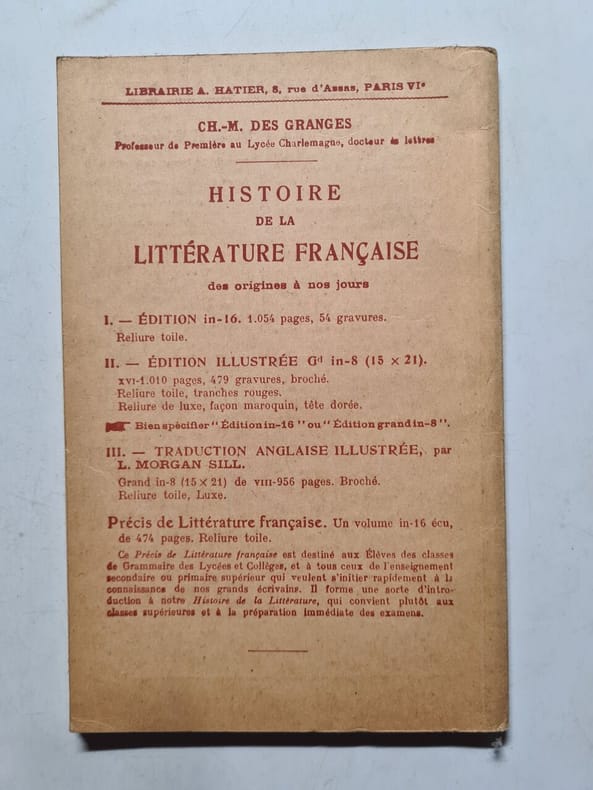 LIBRAIRIE A. HATIER, 8, rue d'Assas, PARIS VIe
CH.-M. DES GRANGES
Professeur de Première au Lycée Charlemagne, docteur ès lettres
HISTOIRE
DE LA
LITTÉRATURE FRANÇAISE
des origines à nos jours
I. — ÉDITION in-16. 1.054 pages, 54 gravures.
Reliure toile.
II. — ÉDITION ILLUSTRÉE Gd in-8 (15 × 21).
XVI-1.010 pages, 479 gravures, broché.
Reliure toile, tranches rouges.
Reliure de luxe, façon maroquin, tête dorée.
Bien spécifier "Édition in-16" ou "Édition grand in-8".
III. — TRADUCTION ANGLAISE ILLUSTRÉE, par
L. MORGAN SILL.
Grand in-8 (15 × 21) de VIII-956 pages. Broché.
Reliure toile, Luxe.
Précis de Littérature française. Un volume in-16 écu,
de 474 pages. Reliure toile.
Ce Précis de Littérature française est destiné aux Élèves des classes
de Grammaire des Lycées et Collèges, et à tous ceux de l'enseignement
secondaire ou primaire supérieur qui veulent s'initier rapidement à la
connaissance de nos grands écrivains. Il forme une sorte d'intro-
duction à notre Histoire de la Littérature, qui convient plutôt aux
classes supérieures et à la préparation immédiate des examens.